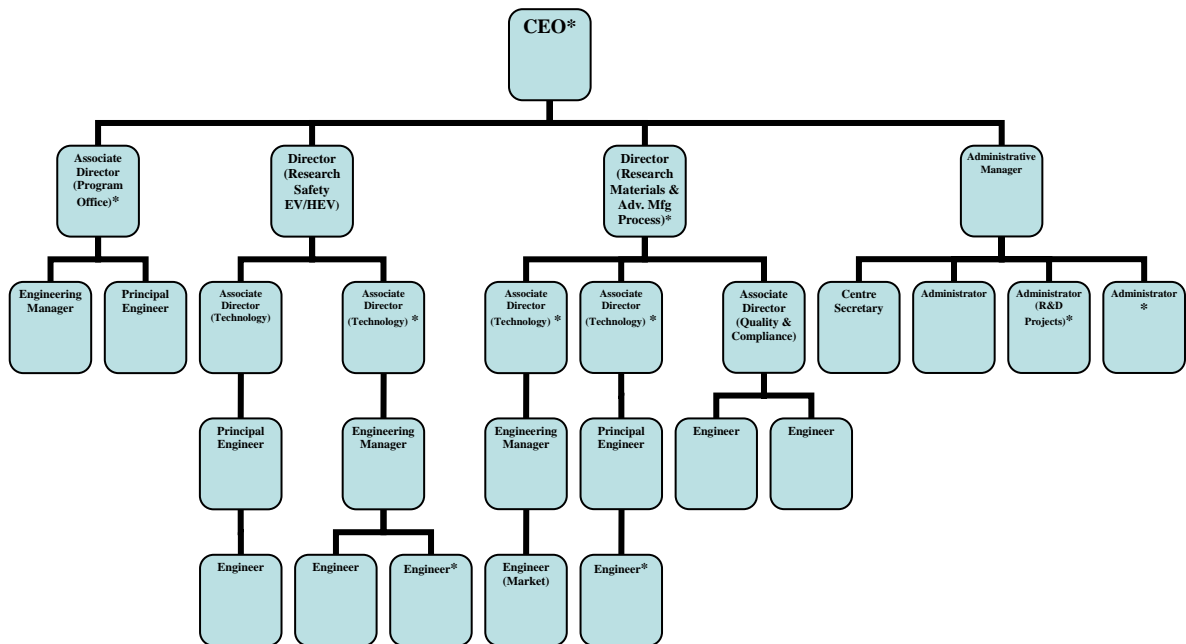 CEO*
Associate
Director
(Program
Office)*
Director
(Research
Safety
EV/HEV)
Director
(Research
Materials &
Adv. Mfg
Process)*
Administrative
Manager
Engineering
Manager
Principal
Engineer
Associate
Director
(Technology)
Associate
Director
(Technology) *
Associate
Director
(Technology) *
Associate
Director
(Technology) *
Associate
Director
(Quality &
Compliance)
Centre
Secretary
Administrator
Administrator
(R&D
Projects)*
Administrator
*
Principal
Engineer
Engineering
Manager
Engineering
Manager
Principal
Engineer
Engineer
Engineer
Engineer
Engineer
Engineer*
Engineer
(Market)
Engineer*